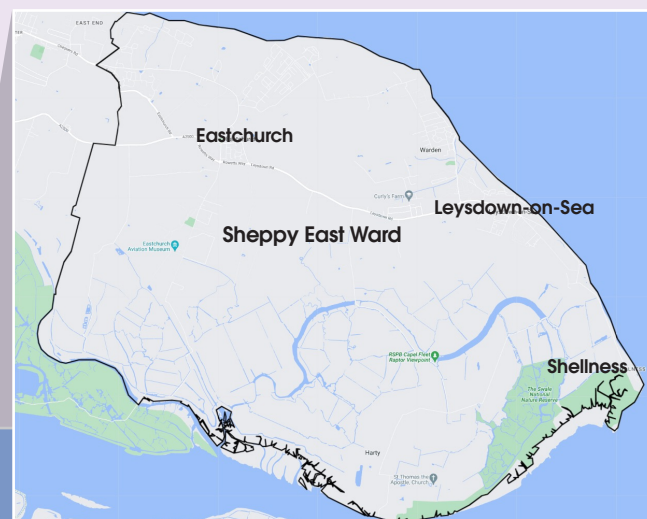 EAST END
Eastchurch
Warden
Curly's Farm
Leysdown-on-Sea
Sheppy East Ward
Eastchurch
Aviation Museum
RSPB Capel Fleet
Raptor Viewpoint
Shellness
The Swale
National
Nature Reserve
Harty
St Thomas the
Apostle, Church